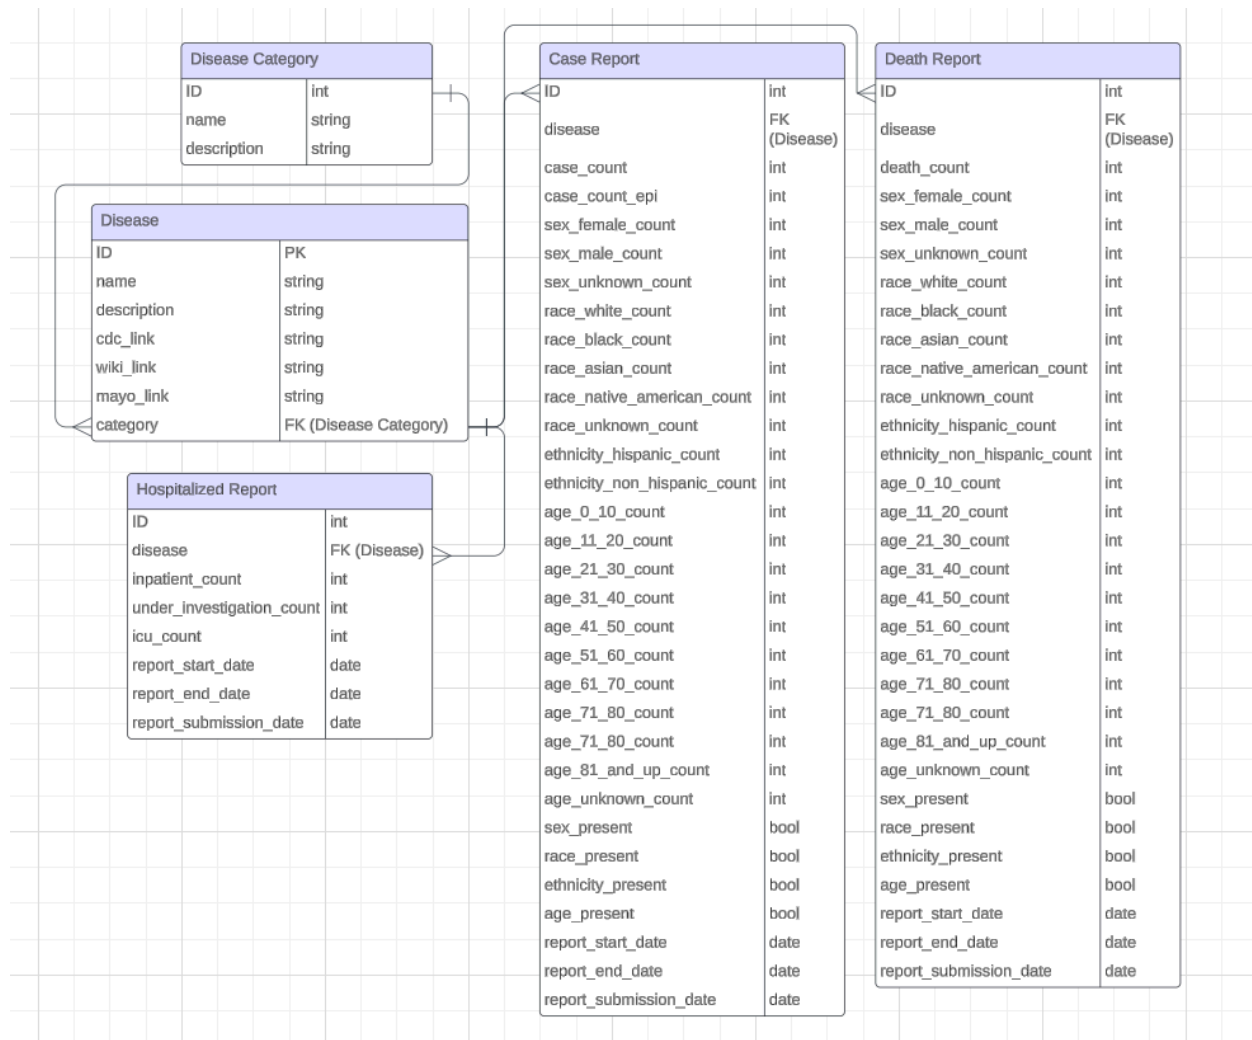 Disease Category
ID int
name string
description string
Disease
ID PK
name string
description string
cdc_link string
wiki_link string
mayo_link string
category FK (Disease Category)
Hospitalized Report
ID int
disease FK (Disease)
inpatient_count int
under_investigation_count int
icu_count int
report_start_date date
report_end_date date
report_submission_date date
Case Report
ID int
disease FK (Disease)
case_count int
case_count_epi int
sex_female_count int
sex_male_count int
sex_unknown_count int
race_white_count int
race_black_count int
race_asian_count int
race_native_american_count int
race_unknown_count int
ethnicity_hispanic_count int
ethnicity_non_hispanic_count int
age_0_10_count int
age_11_20_count int
age_21_30_count int
age_31_40_count int
age_41_50_count int
age_51_60_count int
age_61_70_count int
age_71_80_count int
age_71_80_count int
age_81_and_up_count int
age_unknown_count int
sex_present bool
race_present bool
ethnicity_present bool
age_present bool
report_start_date date
report_end_date date
report_submission_date date
Death Report
ID int
disease FK (Disease)
death_count int
sex_female_count int
sex_male_count int
sex_unknown_count int
race_white_count int
race_black_count int
race_asian_count int
race_native_american_count int
race_unknown_count int
ethnicity_hispanic_count int
ethnicity_non_hispanic_count int
age_0_10_count int
age_11_20_count int
age_21_30_count int
age_31_40_count int
age_41_50_count int
age_51_60_count int
age_61_70_count int
age_71_80_count int
age_71_80_count int
age_81_and_up_count int
age_unknown_count int
sex_present bool
race_present bool
ethnicity_present bool
age_present bool
report_start_date date
report_end_date date
report_submission_date date